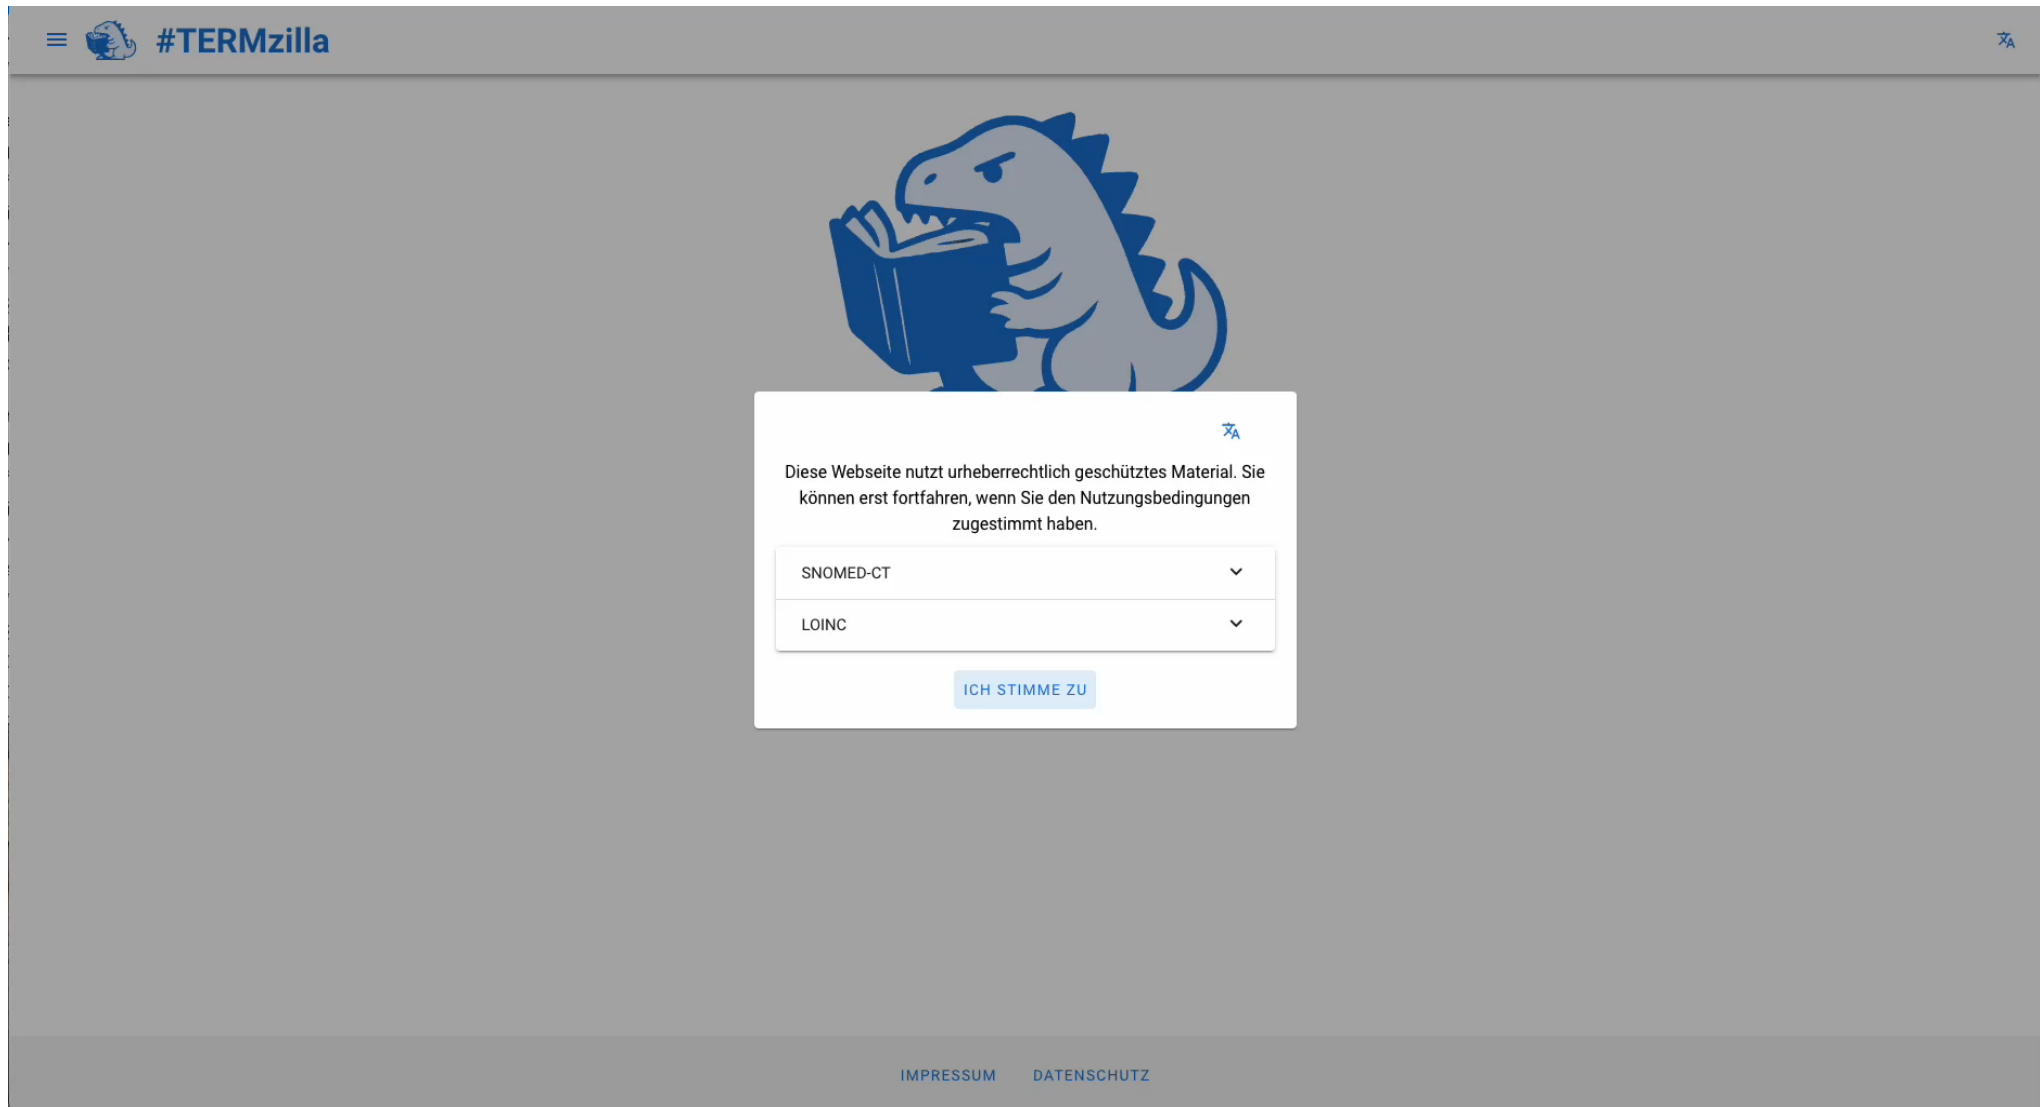 #TERMzilla
Diese Webseite nutzt urheberrechtlich geschütztes Material. Sie
können erst fortfahren, wenn Sie den Nutzungsbedingungen
zugestimmt haben.
SNOMED-CT
LOINC
ICH STIMME ZU
IMPRESSUM DATENSCHUTZ